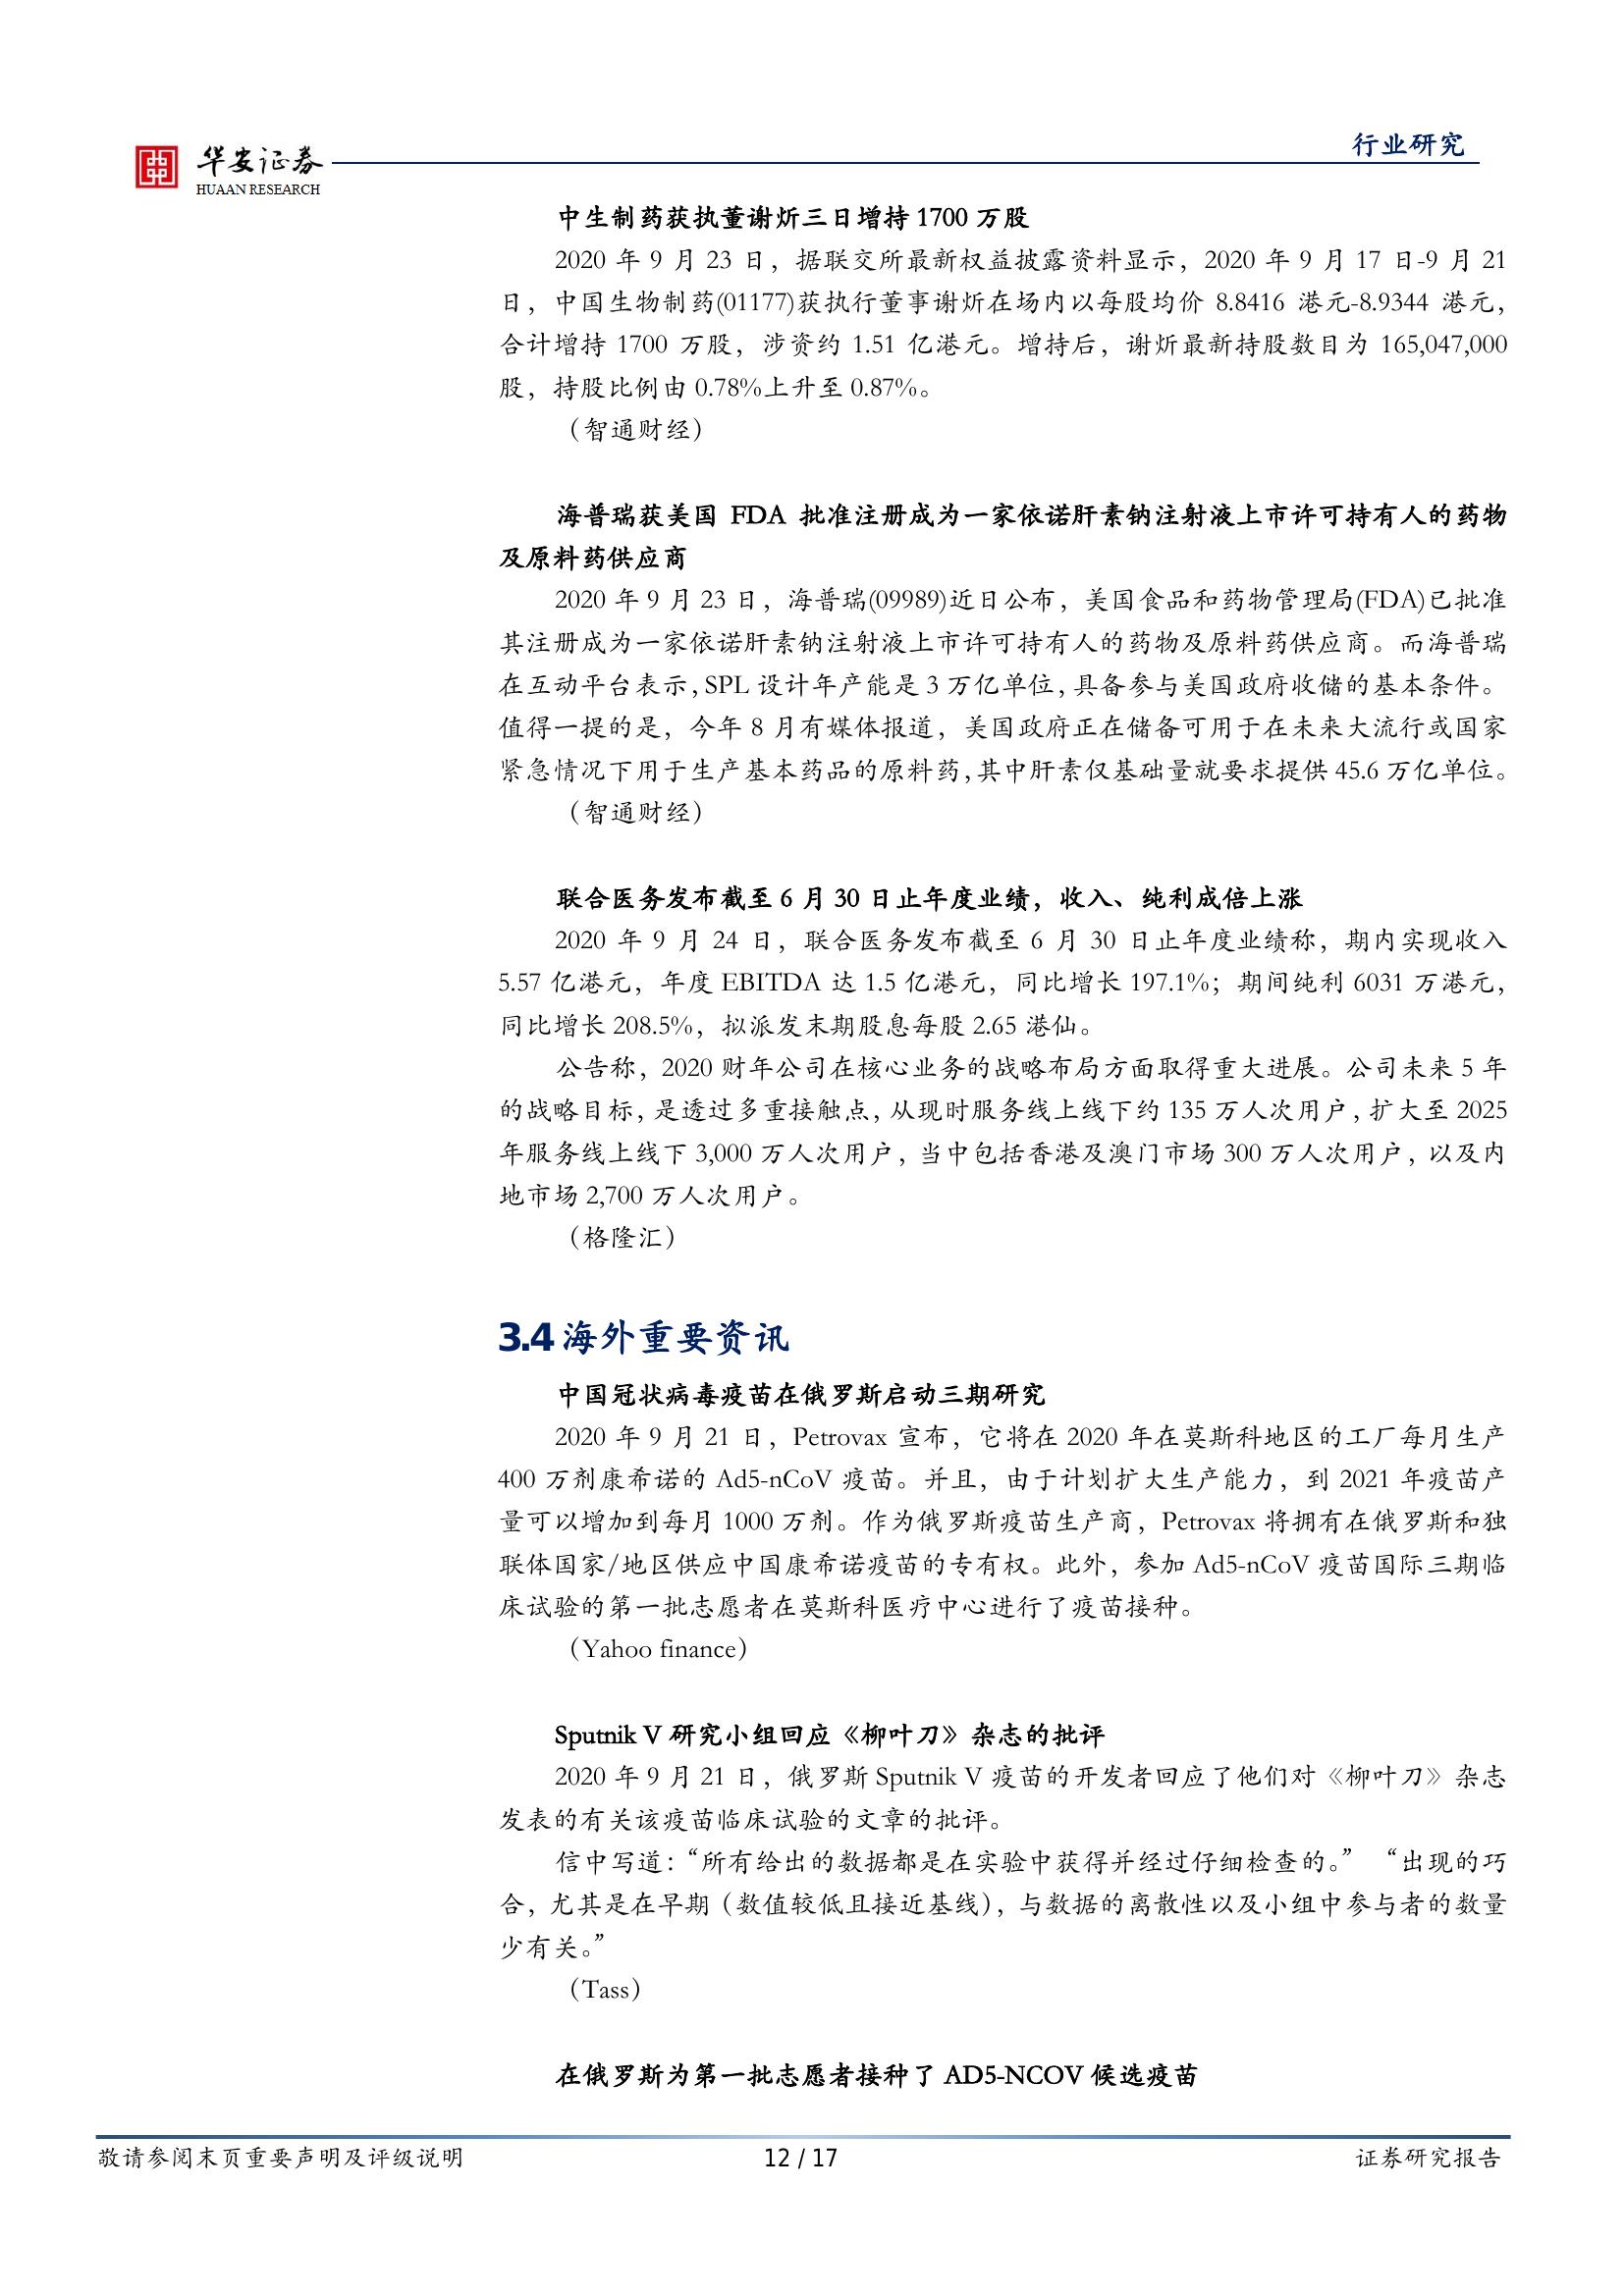 华安证券
HUAAN RESEARCH
行业研究
中生制药获执董谢炘三日增持 1700 万股
2020 年 9 月 23 日，据联交所最新权益披露资料显示，2020 年 9 月 17 日-9 月 21
日，中国生物制药(01177)获执行董事谢炘在场内以每股均价 8.8416 港元-8.9344 港元，
合计增持 1700 万股，涉资约 1.51 亿港元。增持后，谢炘最新持股数目为 165,047,000
股，持股比例由 0.78%上升至 0.87%。
（智通财经）
海普瑞获美国 FDA 批准注册成为一家依诺肝素钠注射液上市许可持有人的药物
及原料药供应商
2020 年 9 月 23 日，海普瑞(09989)近日公布，美国食品和药物管理局(FDA)已批准
其注册成为一家依诺肝素钠注射液上市许可持有人的药物及原料药供应商。而海普瑞
在互动平台表示，SPL 设计年产能是 3 万亿单位，具备参与美国政府收储的基本条件。
值得一提的是，今年 8 月有媒体报道，美国政府正在储备可用于在未来大流行或国家
紧急情况下用于生产基本药品的原料药，其中肝素仅基础量就要求提供 45.6 万亿单位。
（智通财经）
联合医务发布截至 6 月 30 日止年度业绩，收入、纯利成倍上涨
2020 年 9 月 24 日，联合医务发布截至 6 月 30 日止年度业绩称，期内实现收入
5.57 亿港元，年度 EBITDA 达 1.5 亿港元，同比增长 197.1%；期间纯利 6031 万港元，
同比增长 208.5%，拟派发末期股息每股 2.65 港仙。
公告称，2020 财年公司在核心业务的战略布局方面取得重大进展。公司未来 5 年
的战略目标，是透过多重接触点，从现时服务线上线下约 135 万人次用户，扩大至 2025
年服务线上线下 3,000 万人次用户，当中包括香港及澳门市场 300 万人次用户，以及内
地市场 2,700 万人次用户。
（格隆汇）
3.4 海外重要资讯
中国冠状病毒疫苗在俄罗斯启动三期研究
2020 年 9 月 21 日，Petrovax 宣布，它将在 2020 年在莫斯科地区的工厂每月生产
400 万剂康希诺的 Ad5-nCoV 疫苗。并且，由于计划扩大生产能力，到 2021 年疫苗产
量可以增加到每月 1000 万剂。作为俄罗斯疫苗生产商，Petrovax 将拥有在俄罗斯和独
联体国家/地区供应中国康希诺疫苗的专有权。此外，参加 Ad5-nCoV 疫苗国际三期临
床试验的第一批志愿者在莫斯科医疗中心进行了疫苗接种。
（Yahoo finance）
Sputnik V 研究小组回应《柳叶刀》杂志的批评
2020 年 9 月 21 日，俄罗斯 Sputnik V 疫苗的开发者回应了他们对《柳叶刀》杂志
发表的有关该疫苗临床试验的文章的批评。
信中写道：“所有给出的数据都是在实验中获得并经过仔细检查的。” “出现的巧
合，尤其是在早期（数值较低且接近基线），与数据的离散性以及小组中参与者的数量
少有关。”
（Tass）
在俄罗斯为第一批志愿者接种了 AD5-NCOV 候选疫苗
敬请参阅末页重要声明及评级说明
12 / 17
证券研究报告